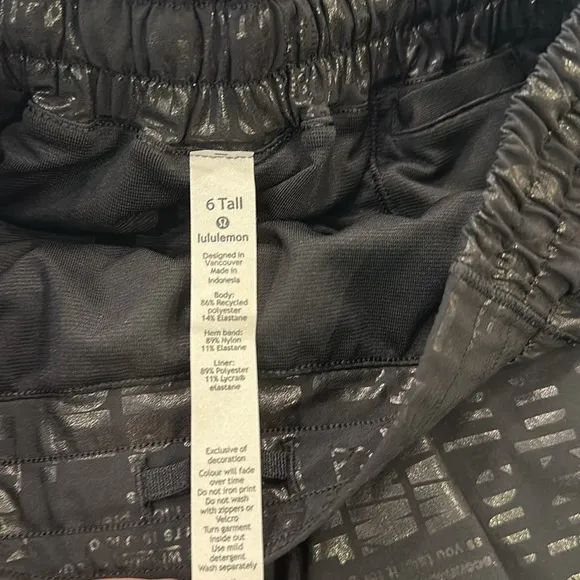 6 Tall
lululemon
Designed in
Vancouver
Made in
Indonesia
Body:
86% Recycled
polyester
14% Elastane
Hem band:
89% Nylon
11% Elastane
Liner:
89% Polyester
11% Lycra®
elastane
Exclusive of
decoration
Colour will fade
over time
Do not iron print
Do not wash
with zippers or
Velcro
Turn garment
inside out
Use mild
detergent
Wash separately